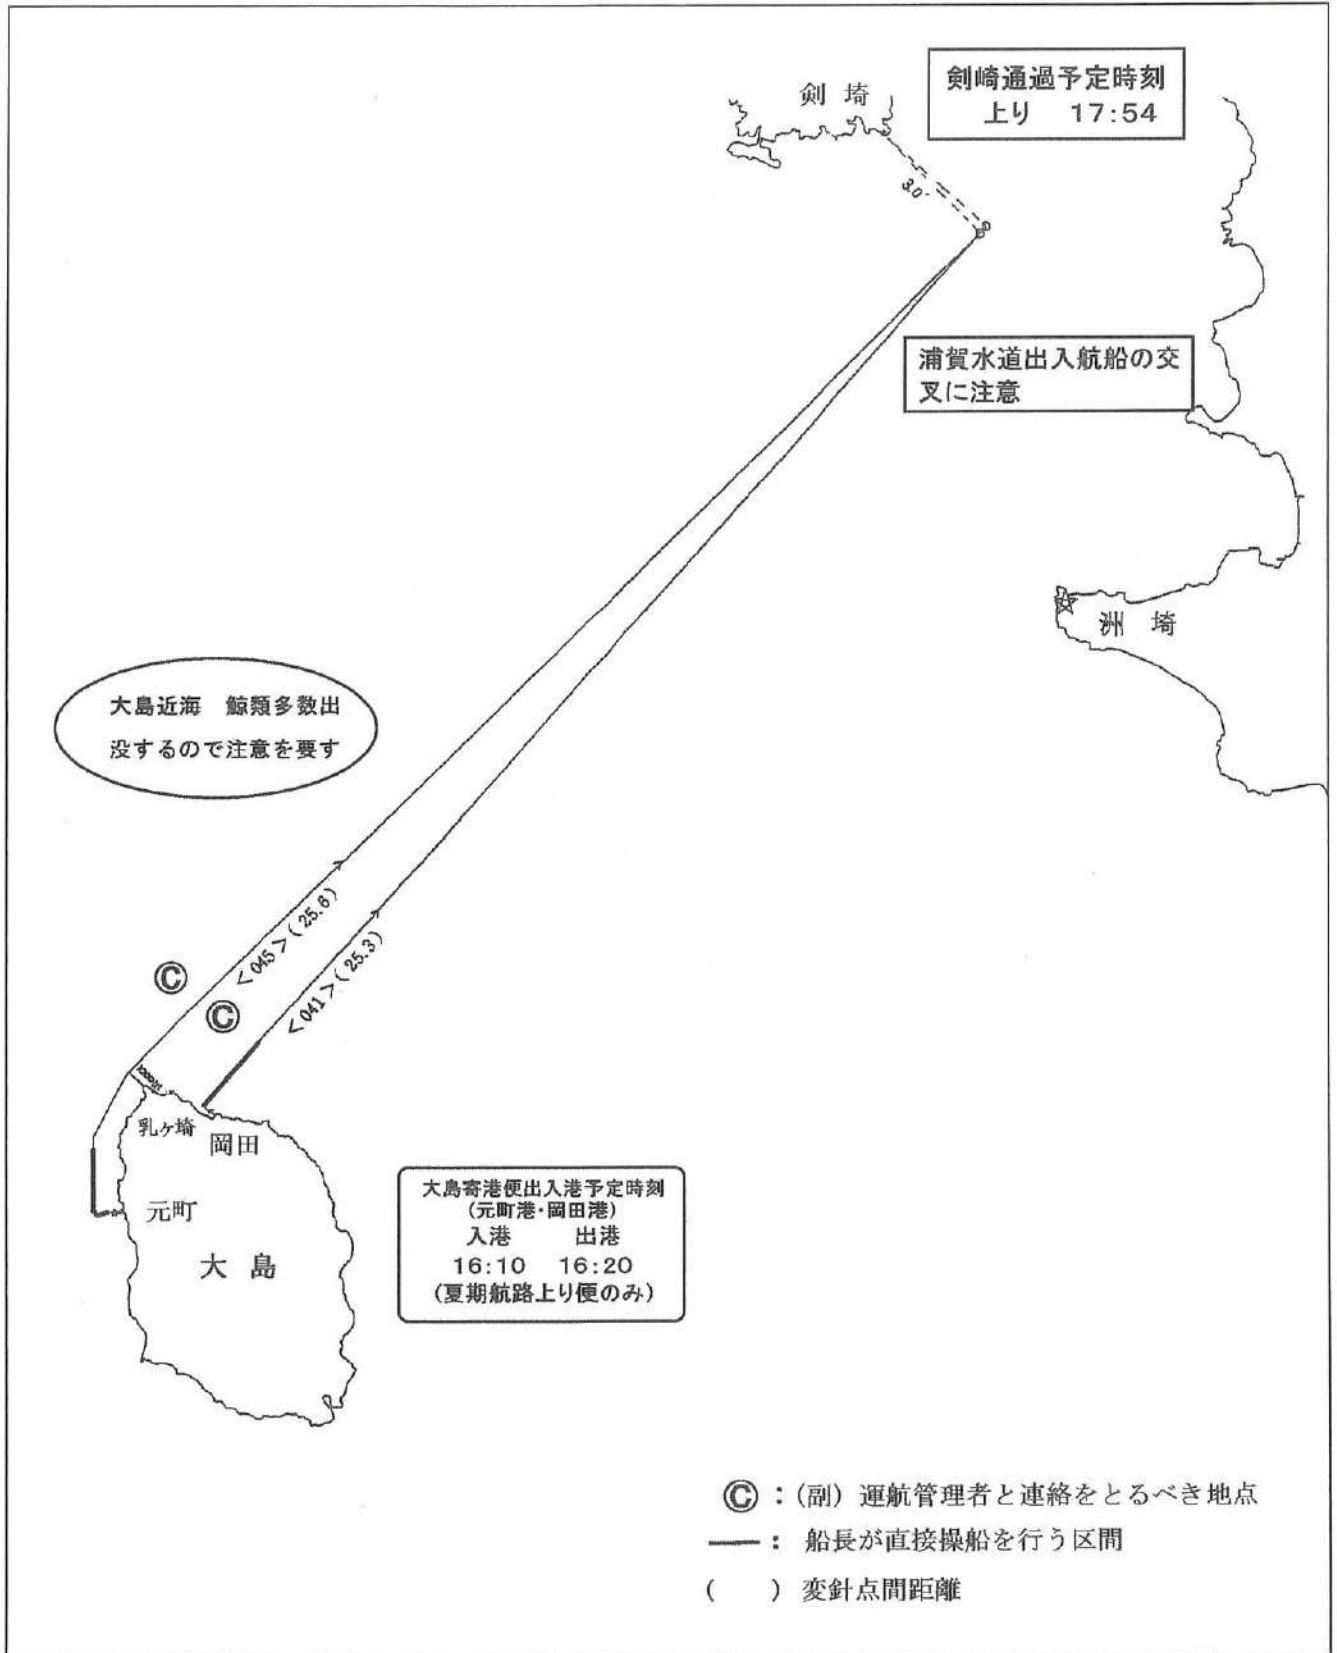 剣崎通過予定時刻
上り 17:54
剣 埼
3.0
浦賀水道出入航船の交
叉に注意
洲 埼
大島近海 鯨類多数出
没するので注意を要す
<045>(25.6)
<041>(25.3)
Ⓒ
Ⓒ
1000m
乳ケ埼
岡田
元町
大 島
大島寄港便出入港予定時刻
(元町港・岡田港)
入港 出港
16:10 16:20
(夏期航路上り便のみ)
Ⓒ:(副)運航管理者と連絡をとるべき地点
━━: 船長が直接操船を行う区間
( )変針点間距離